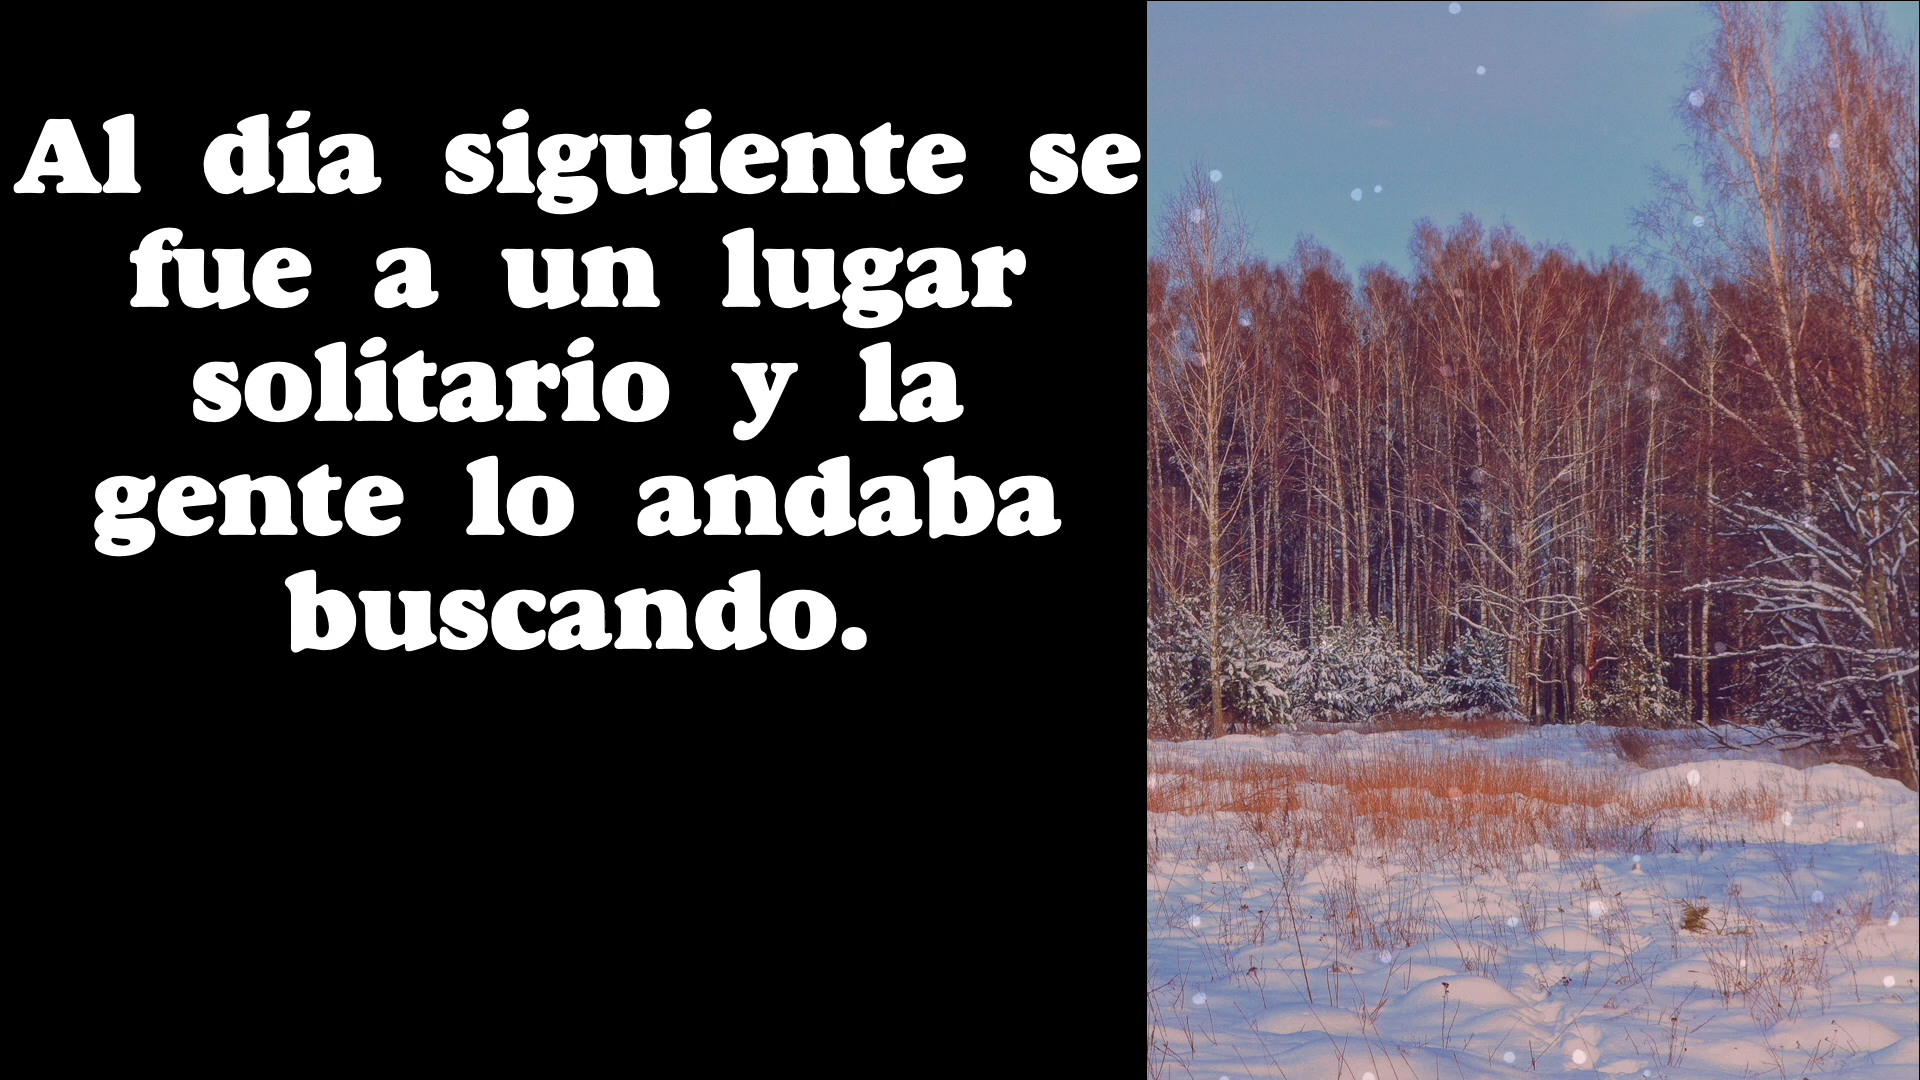 Al día siguiente se
fue a un lugar
solitario y la
gente lo andaba
buscando.